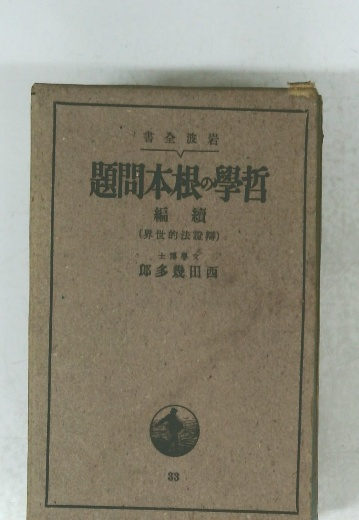 岩波全書
哲學の根本問題
續編
(辯證法的世界)
文學博士
西田幾多郎
33